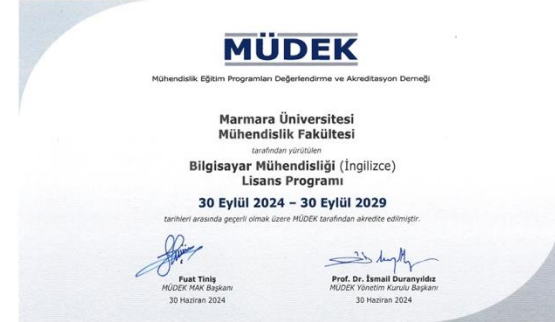 MÜDEK
Mühendislik Eğitim Programları Değerlendirme ve Akreditasyon Derneği
Marmara Üniversitesi
Mühendislik Fakültesi
tarafından yürütülen
Bilgisayar Mühendisliği (İngilizce)
Lisans Programı
30 Eylül 2024 – 30 Eylül 2029
tarihleri arasında geçerli olmak üzere MÜDEK tarafından akredite edilmiştir.
Fuat Tiniş
MÜDEK MAK Başkanı
30 Haziran 2024
Prof. Dr. İsmail Duranyıldız
MÜDEK Yönetim Kurulu Başkanı
30 Haziran 2024